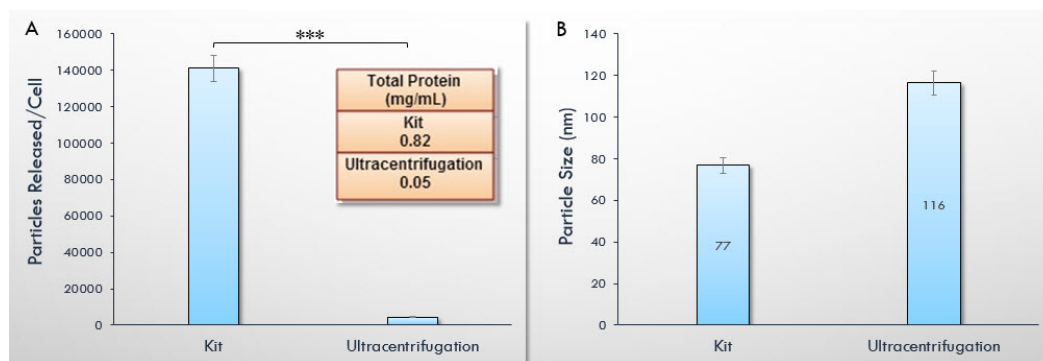 A
Particles Released/Cell
160000
140000
120000
100000
80000
60000
40000
20000
0
***
Total Protein
(mg/mL)
Kit
0.82
Ultracentrifugation
0.05
Kit
Ultracentrifugation
B
Particle Size (nm)
140
120
100
80
60
40
20
0
77
116
Kit
Ultracentrifugation